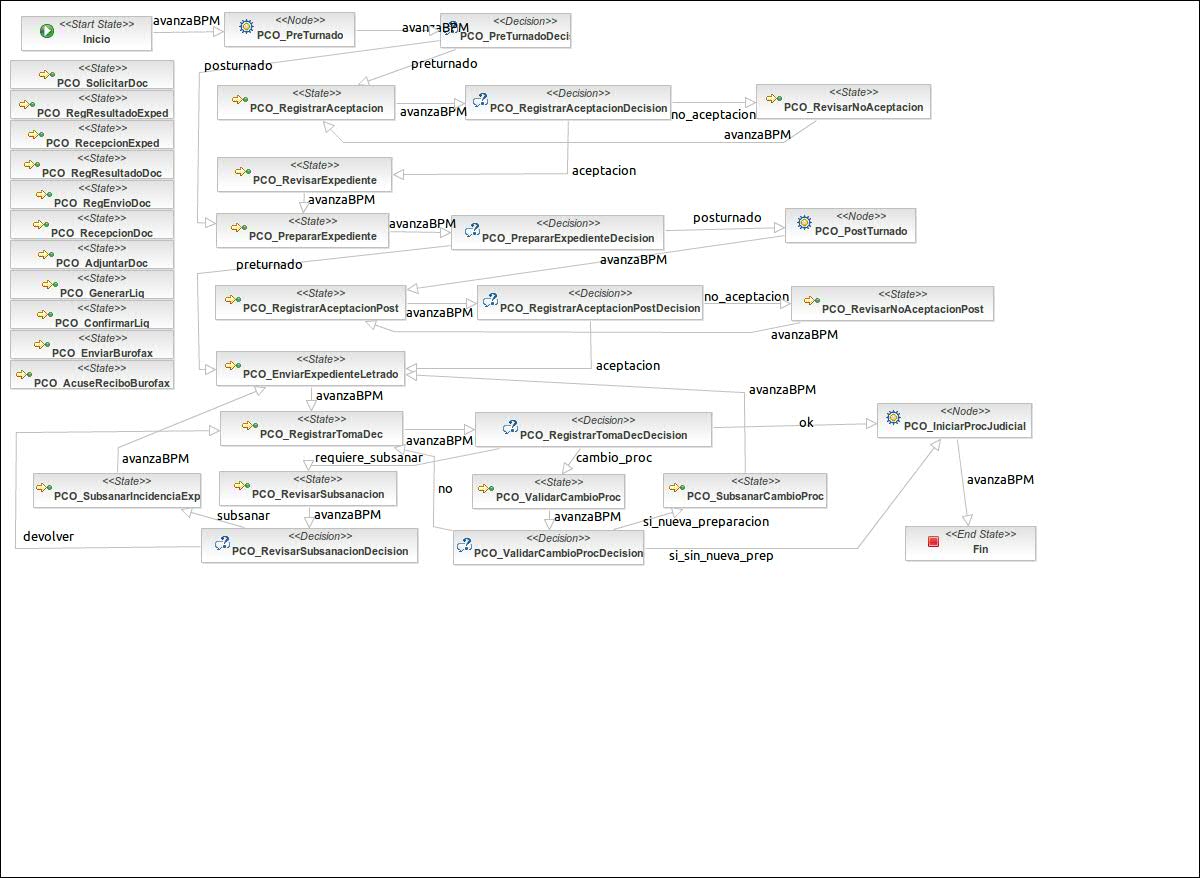 <<Start State>>
Inicio
avanzaBPM
<<Node>>
PCO_PreTurnado
avanzaBPM
<<Decision>>
PCO_PreTurnadoDeci
posturnado
preturnado
<<State>>
PCO_SolicitarDoc
<<State>>
PCO_RegResultadoExped
<<State>>
PCO_RecepcionExped
<<State>>
PCO_RegResultadoDoc
<<State>>
PCO_RegEnvioDoc
<<State>>
PCO_RecepcionDoc
<<State>>
PCO_AdjuntarDoc
<<State>>
PCO_GenerarLiq
<<State>>
PCO_ConfirmarLiq
<<State>>
PCO_EnviarBurofax
<<State>>
PCO_AcuseReciboBurofax
<<State>>
PCO_RegistrarAceptacion
avanzaBPM
<<Decision>>
PCO_RegistrarAceptacionDecision
no_aceptacion
<<State>>
PCO_RevisarNoAceptacion
avanzaBPM
aceptacion
<<State>>
PCO_RevisarExpediente
avanzaBPM
<<State>>
PCO_PrepararExpediente
avanzaBPM
<<Decision>>
PCO_PrepararExpedienteDecision
posturnado
<<Node>>
PCO_PostTurnado
preturnado
avanzaBPM
<<State>>
PCO_RegistrarAceptacionPost
avanzaBPM
<<Decision>>
PCO_RegistrarAceptacionPostDecision
no_aceptacion
<<State>>
PCO_RevisarNoAceptacionPost
avanzaBPM
aceptacion
<<State>>
PCO_EnviarExpedienteLetrado
avanzaBPM
avanzaBPM
<<State>>
PCO_RegistrarTomaDec
avanzaBPM
<<Decision>>
PCO_RegistrarTomaDecDecision
ok
<<Node>>
PCO_IniciarProcJudicial
avanzaBPM
requiere_subsanar
cambio_proc
<<State>>
PCO_SubsanarIncidenciaExp
<<State>>
PCO_RevisarSubsanacion
no
<<State>>
PCO_ValidarCambioProc
<<State>>
PCO_SubsanarCambioProc
avanzaBPM
subsanar
avanzaBPM
avanzaBPM
si_nueva_preparacion
devolver
<<Decision>>
PCO_RevisarSubsanacionDecision
<<Decision>>
PCO_ValidarCambioProcDecision
si_sin_nueva_prep
<<End State>>
Fin